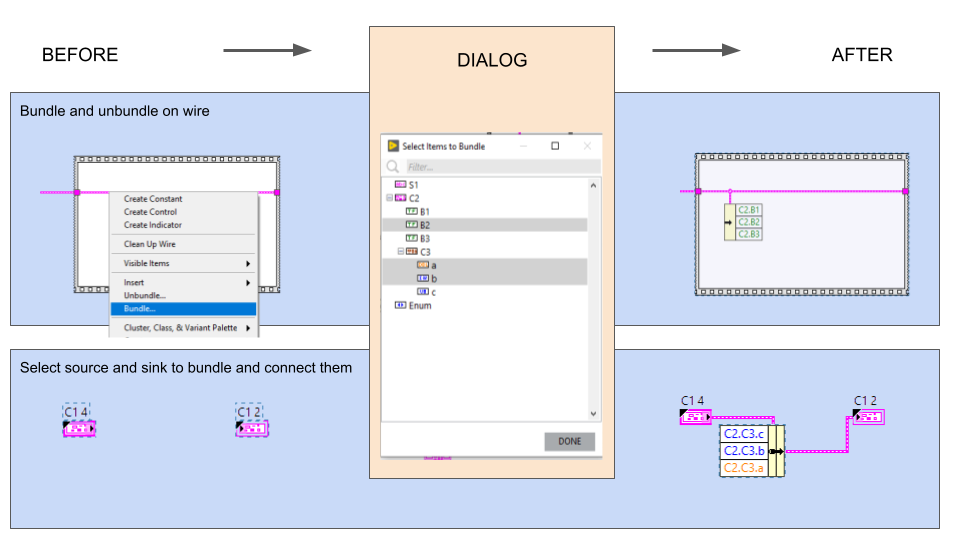 BEFORE
DIALOG
AFTER
Bundle and unbundle on wire
Create Constant
Create Control
Create Indicator
Clean Up Wire
Visible Items
Insert
Unbundle...
Bundle...
Cluster, Class, & Variant Palette
Select Items to Bundle
Filter...
S1
C2
B1
B2
B3
C3
a
b
c
Enum
DONE
C2.B1
C2.B2
C2.B3
Select source and sink to bundle and connect them
C1 4
C1 2
C1 4
C1 2
C2.C3.c
C2.C3.b
C2.C3.a